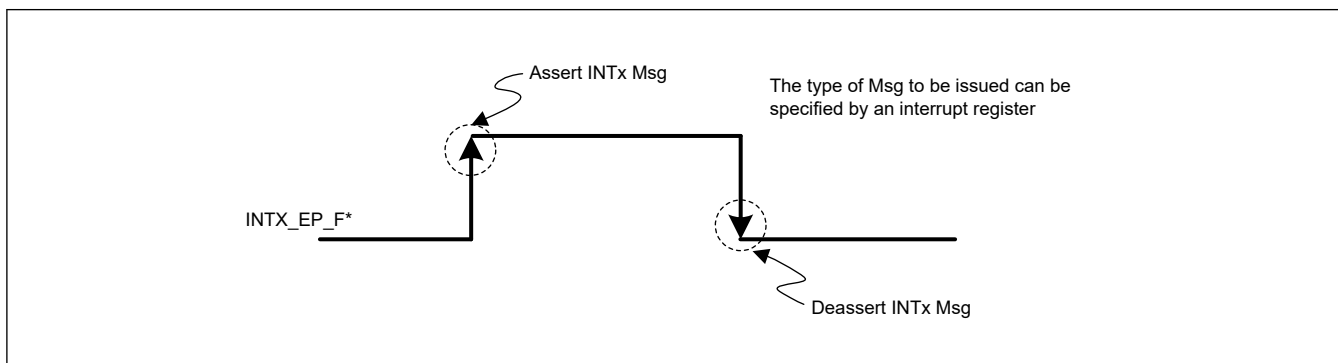 Assert INTx Msg
The type of Msg to be issued can be
specified by an interrupt register
INTX_EP_F*
Deassert INTx Msg